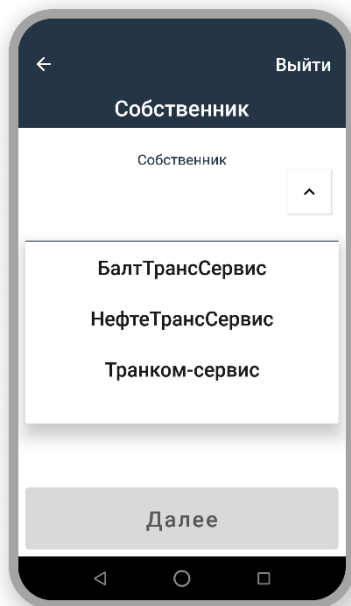 Выйти
Собственник
Собственник
БалтТрансСервис
НефтеТрансСервис
Транком-сервис
Далее